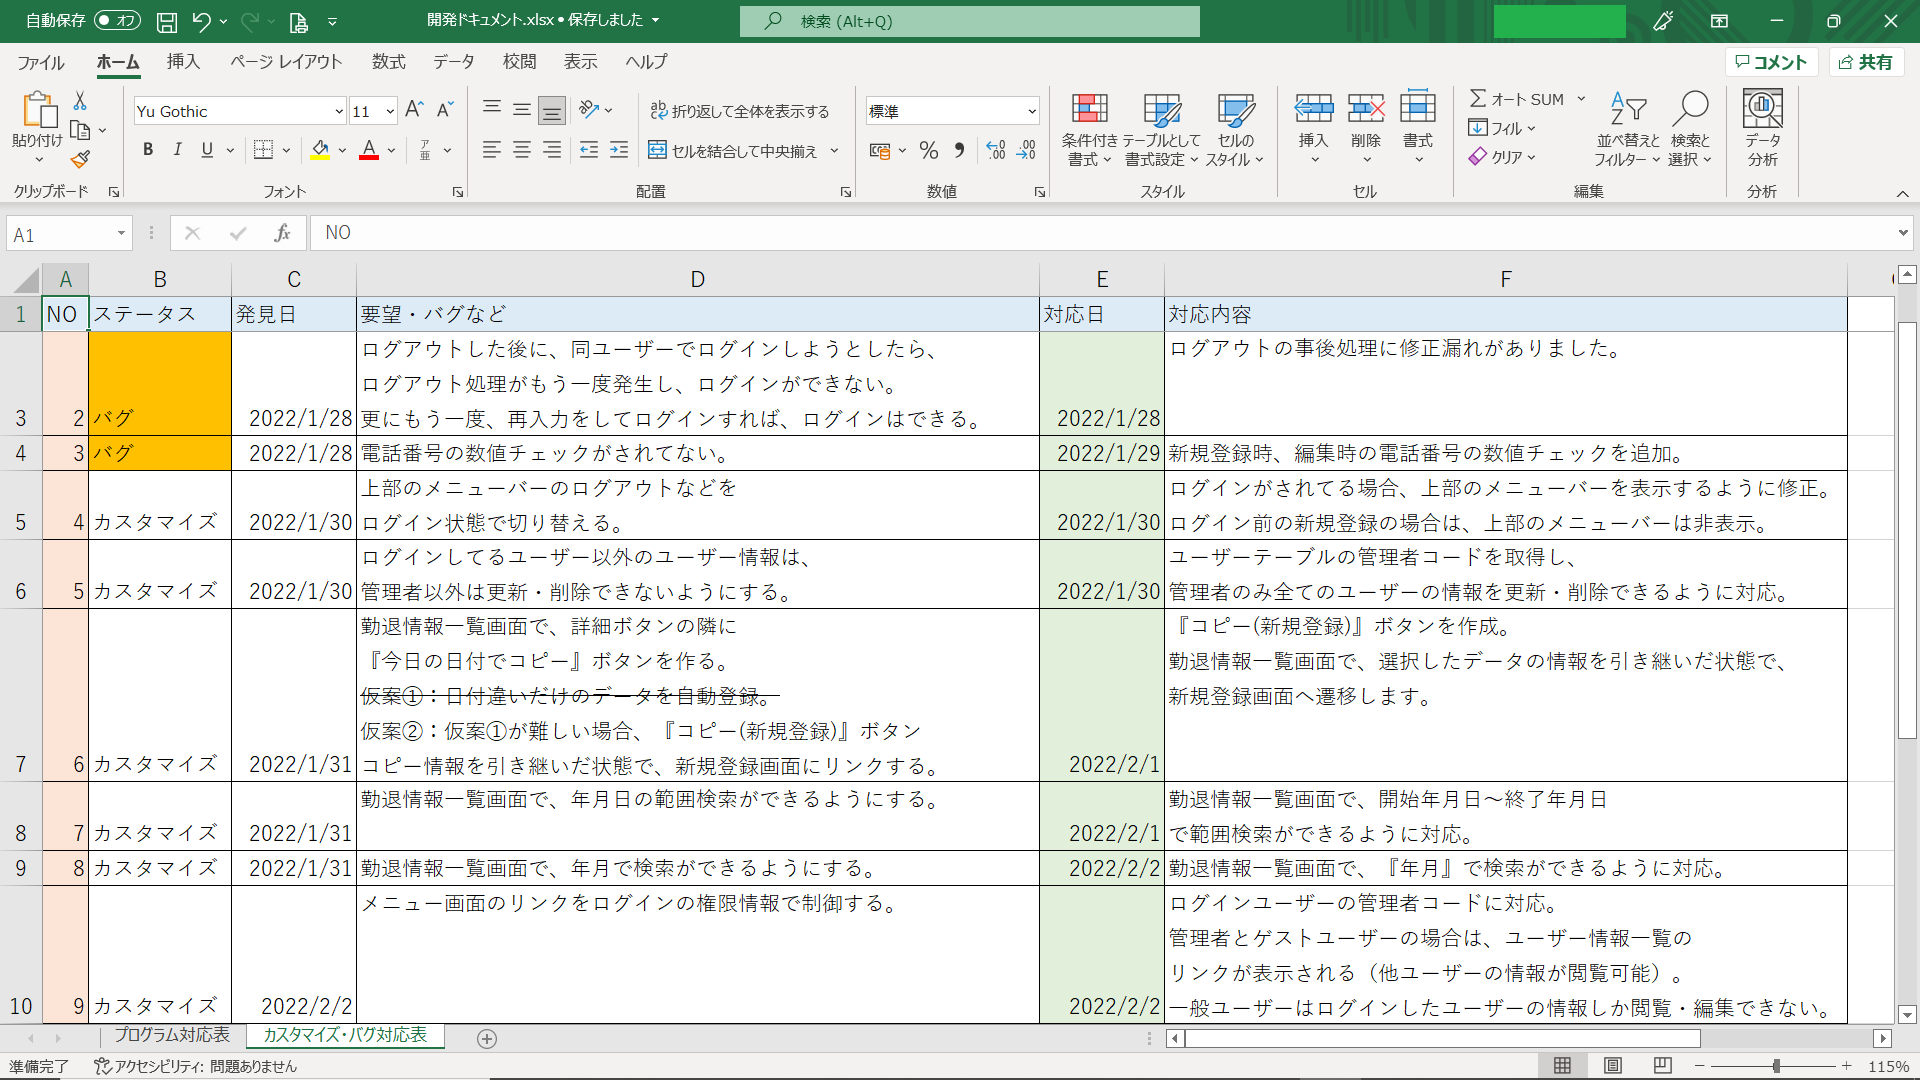 自動保存 オフ 開発ドキュメント.xlsx • 保存しました 検索 (Alt+Q)
ファイル ホーム 挿入 ページ レイアウト 数式 データ 校閲 表示 ヘルプ コメント 共有
貼り付け
クリップボード
Yu Gothic 11
B I U
フォント
折り返して全体を表示する
セルを結合して中央揃え
配置
標準
数値
条件付き書式
テーブルとして書式設定
セルのスタイル
スタイル
挿入 削除 書式
セル
オート SUM
フィル
クリア
並べ替えとフィルター
検索と選択
編集
データ分析
分析
A1 fx NO
A B C D E F
1 NO ステータス 発見日 要望・バグなど 対応日 対応内容
ログアウトした後に、同ユーザーでログインしようとしたら、 ログアウトの事後処理に修正漏れがありました。
ログアウト処理がもう一度発生し、ログインができない。
3 2 バグ 2022/1/28 更にもう一度、再入力をしてログインすれば、ログインはできる。 2022/1/28
4 3 バグ 2022/1/28 電話番号の数値チェックがされてない。 2022/1/29 新規登録時、編集時の電話番号の数値チェックを追加。
上部のメニューバーのログアウトなどを ログインがされてる場合、上部のメニューバーを表示するように修正。
5 4 カスタマイズ 2022/1/30 ログイン状態で切り替える。 2022/1/30 ログイン前の新規登録の場合は、上部のメニューバーは非表示。
ログインしてるユーザー以外のユーザー情報は、 ユーザーテーブルの管理者コードを取得し、
6 5 カスタマイズ 2022/1/30 管理者以外は更新・削除できないようにする。 2022/1/30 管理者のみ全てのユーザーの情報を更新・削除できるように対応。
勤退情報一覧画面で、詳細ボタンの隣に 『コピー(新規登録)』ボタンを作成。
『今日の日付でコピー』ボタンを作る。 勤退情報一覧画面で、選択したデータの情報を引き継いだ状態で、
仮案①：日付違いだけのデータを自動登録。 新規登録画面へ遷移します。
仮案②：仮案①が難しい場合、『コピー(新規登録)』ボタン
7 6 カスタマイズ 2022/1/31 コピー情報を引き継いだ状態で、新規登録画面にリンクする。 2022/2/1
勤退情報一覧画面で、年月日の範囲検索ができるようにする。 勤退情報一覧画面で、開始年月日～終了年月日
8 7 カスタマイズ 2022/1/31 2022/2/1 で範囲検索ができるように対応。
9 8 カスタマイズ 2022/1/31 勤退情報一覧画面で、年月で検索ができるようにする。 2022/2/2 勤退情報一覧画面で、『年月』で検索ができるように対応。
メニュー画面のリンクをログインの権限情報で制御する。 ログインユーザーの管理者コードに対応。
管理者とゲストユーザーの場合は、ユーザー情報一覧の
リンクが表示される（他ユーザーの情報が閲覧可能）。
10 9 カスタマイズ 2022/2/2 2022/2/2 一般ユーザーはログインしたユーザーの情報しか閲覧・編集できない。
プログラム対応表 カスタマイズ・バグ対応表
準備完了 アクセシビリティ: 問題ありません 115%